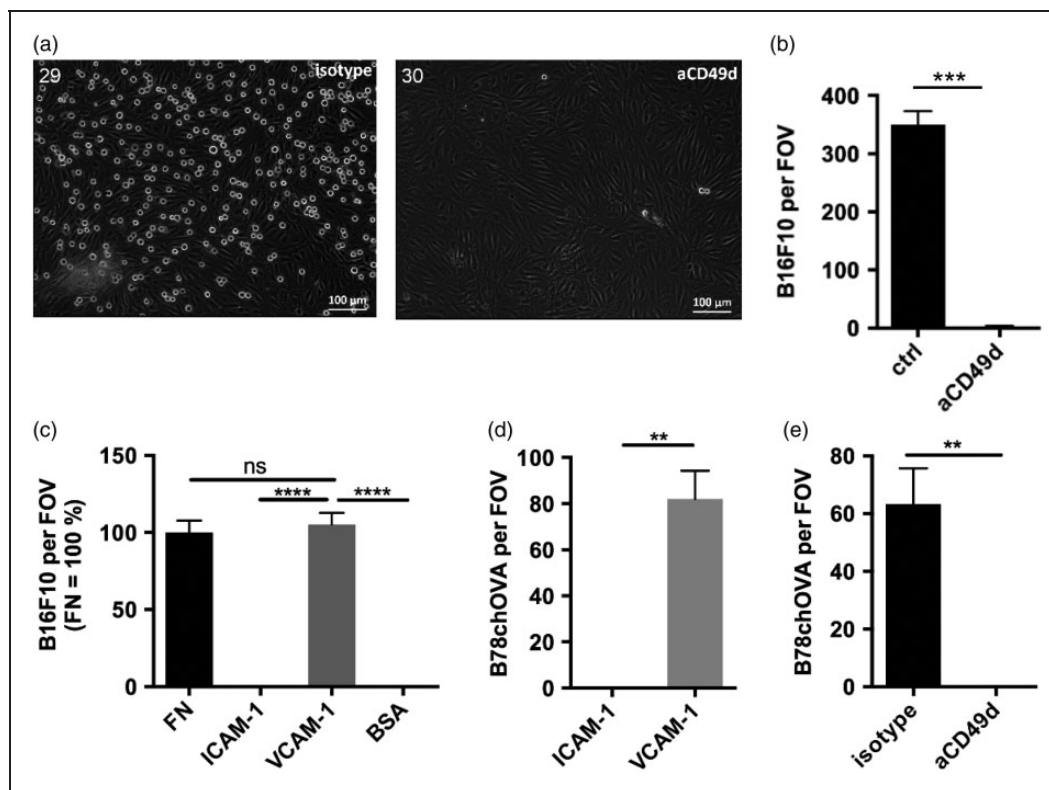 (a)
29
isotype
100 µm
30
aCD49d
100 µm
(b)
***
400
300
200
100
0
B16F10 per FOV
ctrl
aCD49d
(c)
150
100
50
0
B16F10 per FOV
(FN = 100 %)
ns
****
****
FN
ICAM-1
VCAM-1
BSA
(d)
**
100
80
60
40
20
0
B78chOVA per FOV
ICAM-1
VCAM-1
(e)
**
80
60
40
20
0
B78chOVA per FOV
isotype
aCD49d